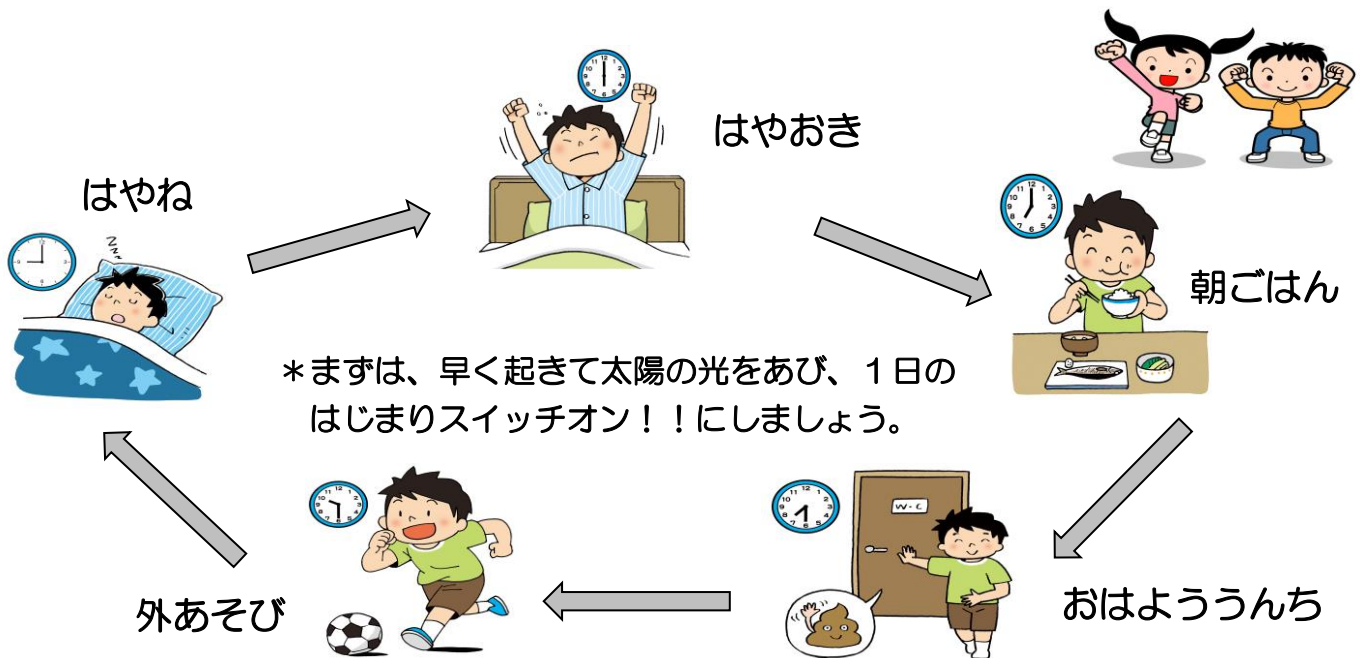 はやおき
はやね
朝ごはん
＊まずは、早く起きて太陽の光をあび、１日の
はじまりスイッチオン！！にしましょう。
W・C
おはよううんち
外あそび